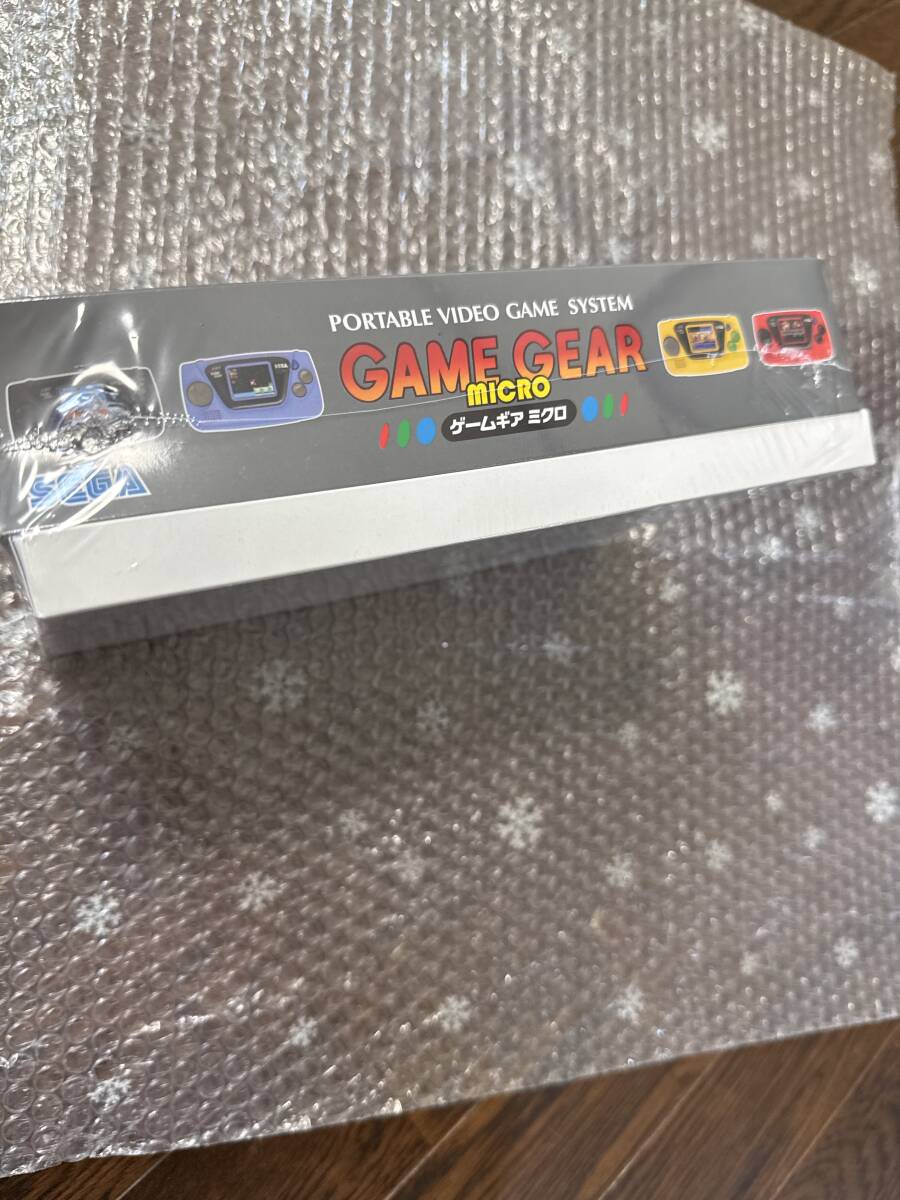 PORTABLE VIDEO GAME SYSTEM
GAME GEAR
MICRO
ゲームギア ミクロ
SEGA